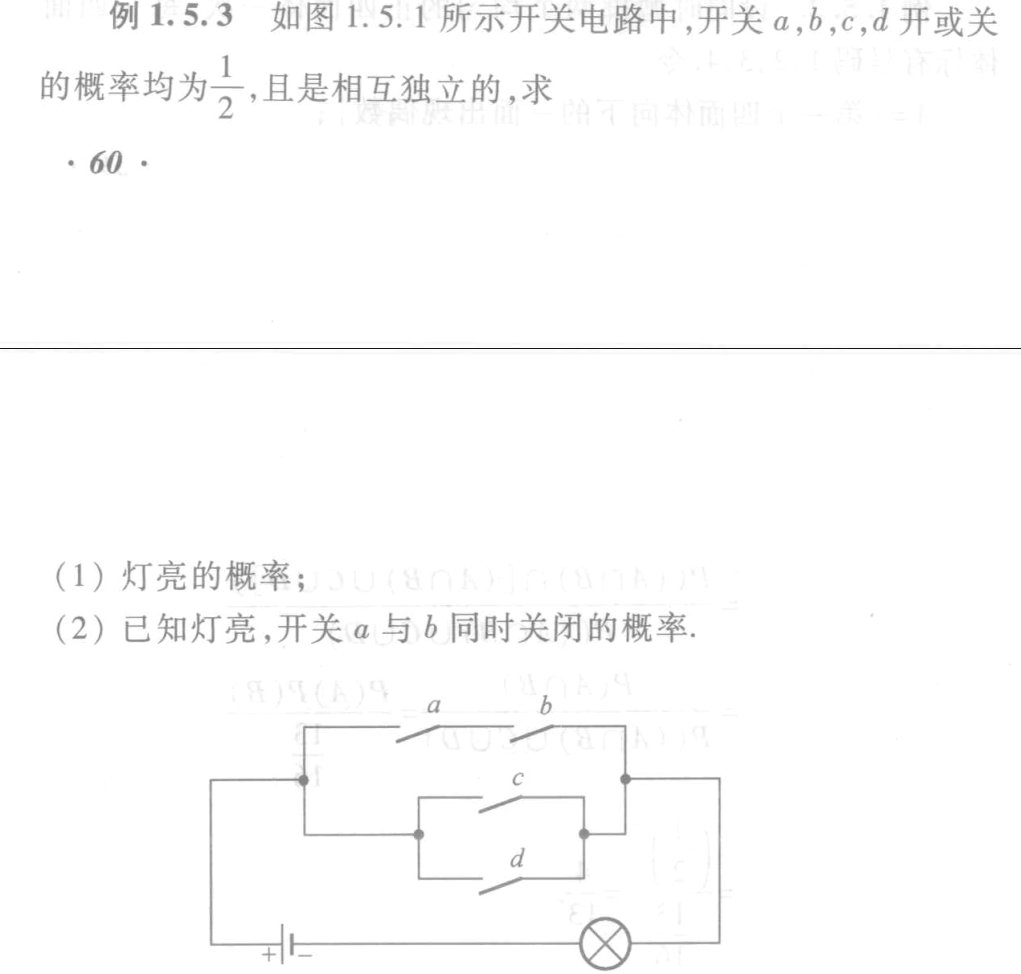 例 1.5.3 如图 1.5.1 所示开关电路中,开关 a,b,c,d 开或关
的概率均为1/2,且是相互独立的,求
· 60 ·
(1) 灯亮的概率;
(2) 已知灯亮,开关 a 与 b 同时关闭的概率.
a b
c
d
+ −